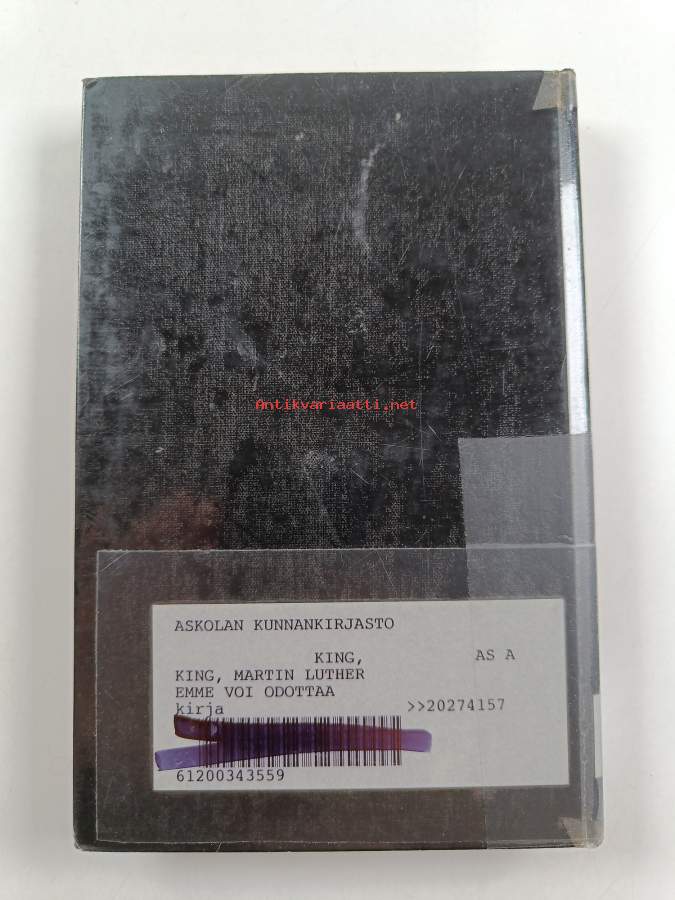 Antikvariaatti.net
ASKOLAN KUNNANKIRJASTO
KING, AS A
KING, MARTIN LUTHER
EMME VOI ODOTTAA
kirja >>20274157
61200343559